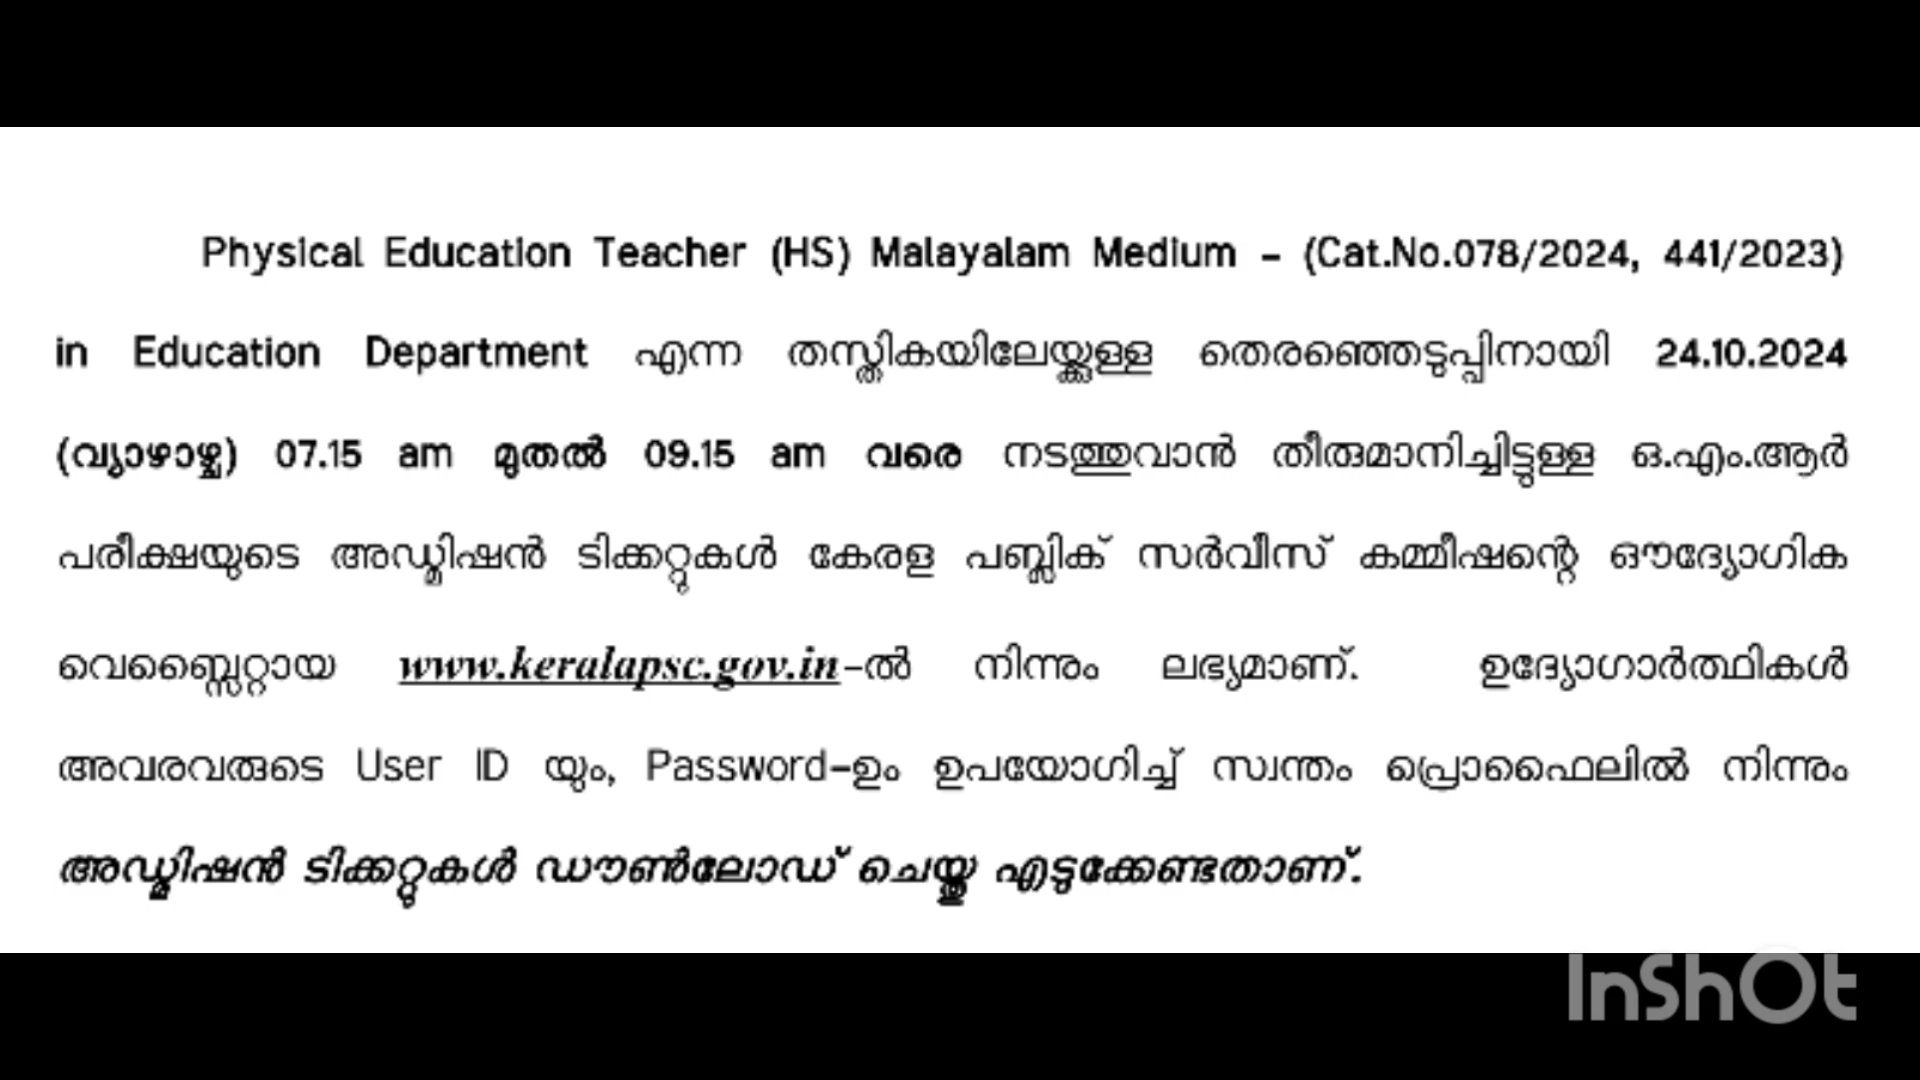 Physical Education Teacher (HS) Malayalam Medium - (Cat.No.078/2024, 441/2023)
in Education Department എന്ന തസ്തികയിലേയ്ക്കുള്ള തെരഞ്ഞെടുപ്പിനായി 24.10.2024
(വ്യാഴാഴ്ച) 07.15 am മുതൽ 09.15 am വരെ നടത്തുവാൻ തീരുമാനിച്ചിട്ടുള്ള ഒ.എം.ആർ
പരീക്ഷയുടെ അഡ്മിഷൻ ടിക്കറ്റുകൾ കേരള പബ്ലിക് സർവീസ് കമ്മീഷന്റെ ഔദ്യോഗിക
വെബ്സൈറ്റായ www.keralapsc.gov.in-ൽ നിന്നും ലഭ്യമാണ്. ഉദ്യോഗാർത്ഥികൾ
അവരവരുടെ User ID യും, Password-ഉം ഉപയോഗിച്ച് സ്വന്തം പ്രൊഫൈലിൽ നിന്നും
അഡ്മിഷൻ ടിക്കറ്റുകൾ ഡൗൺലോഡ് ചെയ്തു എടുക്കേണ്ടതാണ്.
InShOt